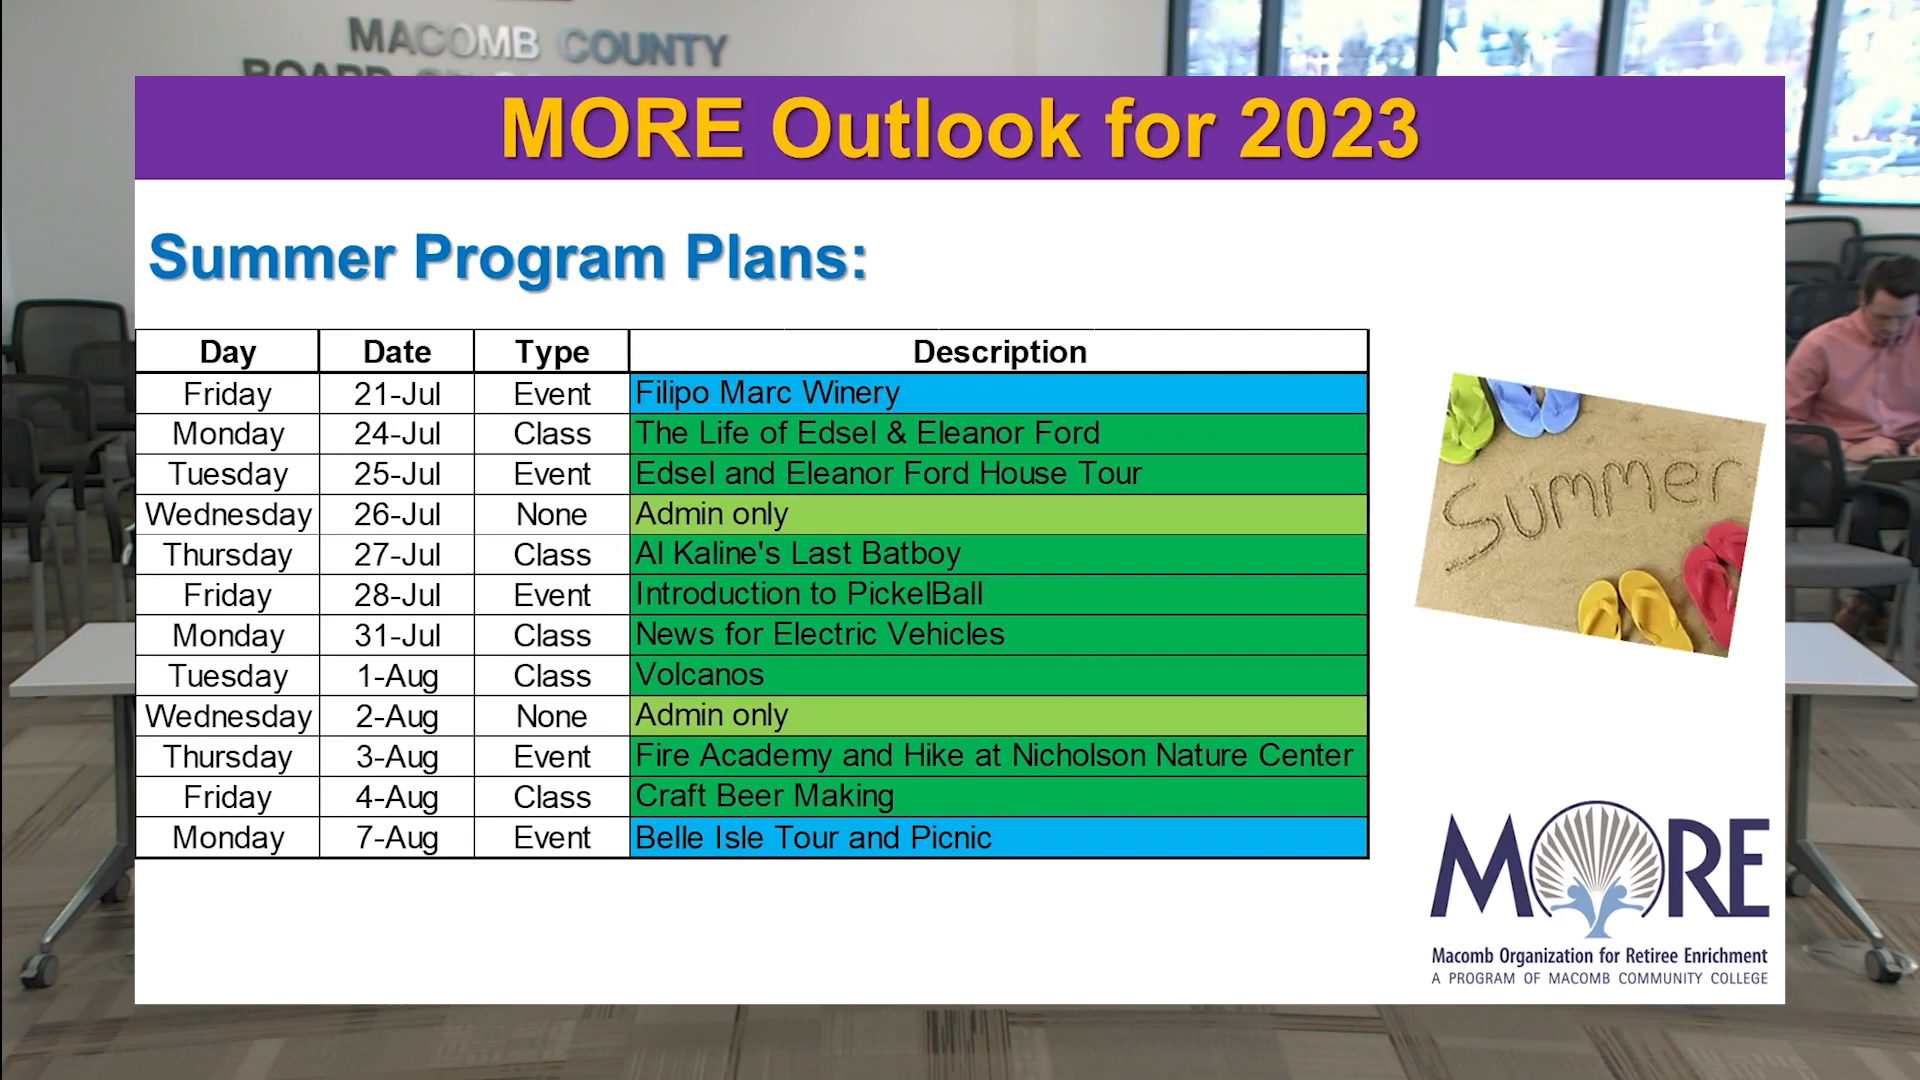 MACOMB COUNTY
BOARD OF
MORE Outlook for 2023
Summer Program Plans:
Day Date Type Description
Friday 21-Jul Event Filipo Marc Winery
Monday 24-Jul Class The Life of Edsel & Eleanor Ford
Tuesday 25-Jul Event Edsel and Eleanor Ford House Tour
Wednesday 26-Jul None Admin only
Thursday 27-Jul Class Al Kaline's Last Batboy
Friday 28-Jul Event Introduction to PickelBall
Monday 31-Jul Class News for Electric Vehicles
Tuesday 1-Aug Class Volcanos
Wednesday 2-Aug None Admin only
Thursday 3-Aug Event Fire Academy and Hike at Nicholson Nature Center
Friday 4-Aug Class Craft Beer Making
Monday 7-Aug Event Belle Isle Tour and Picnic
Summer
MORE
Macomb Organization for Retiree Enrichment
A PROGRAM OF MACOMB COMMUNITY COLLEGE